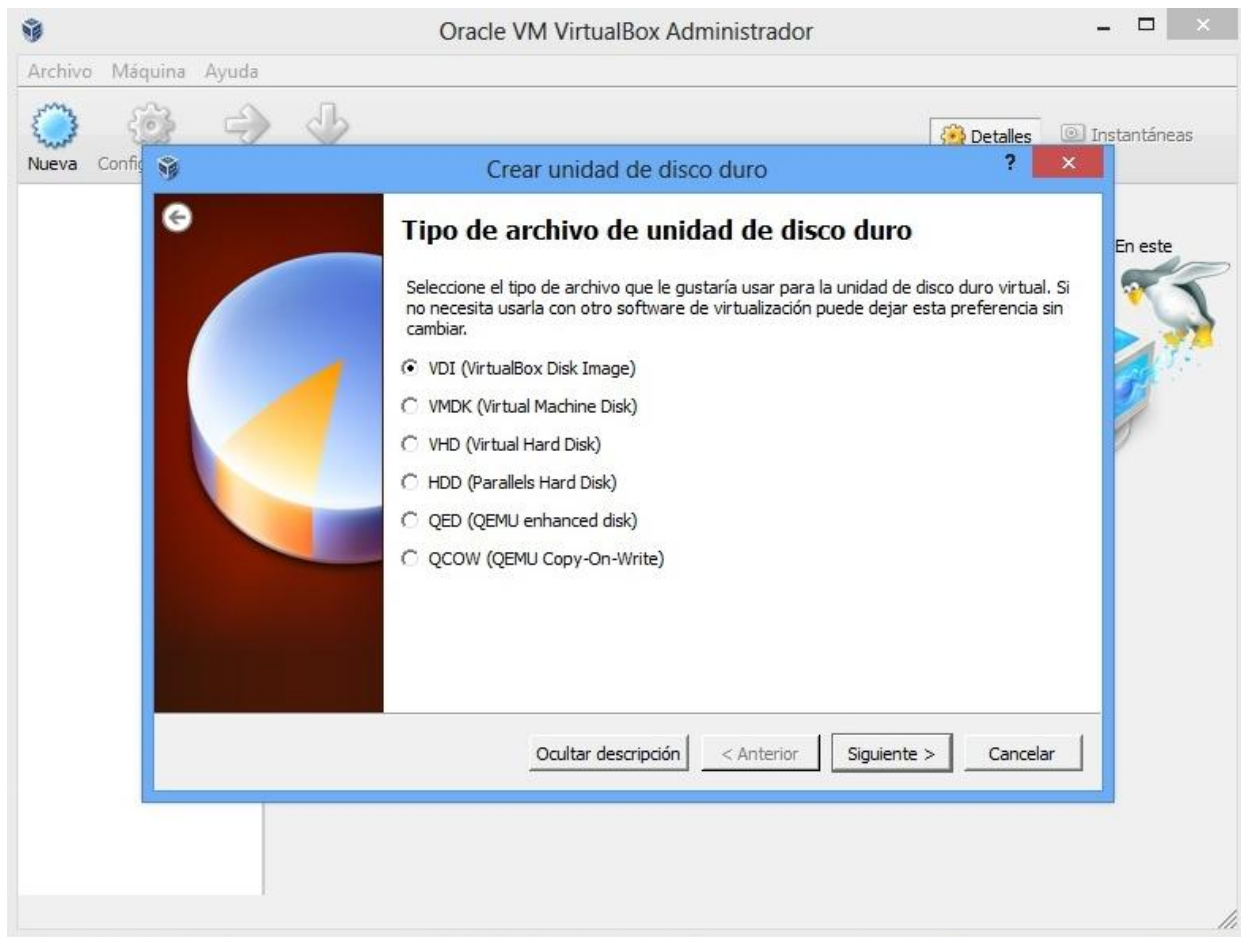 Oracle VM VirtualBox Administrador
Archivo Máquina Ayuda
Nueva
Detalles
Instantáneas
Crear unidad de disco duro
?
Tipo de archivo de unidad de disco duro
En este
Seleccione el tipo de archivo que le gustaría usar para la unidad de disco duro virtual. Si
no necesita usarla con otro software de virtualización puede dejar esta preferencia sin
cambiar.
VDI (VirtualBox Disk Image)
VMDK (Virtual Machine Disk)
VHD (Virtual Hard Disk)
HDD (Parallels Hard Disk)
QED (QEMU enhanced disk)
QCOW (QEMU Copy-On-Write)
Ocultar descripción
< Anterior
Siguiente >
Cancelar